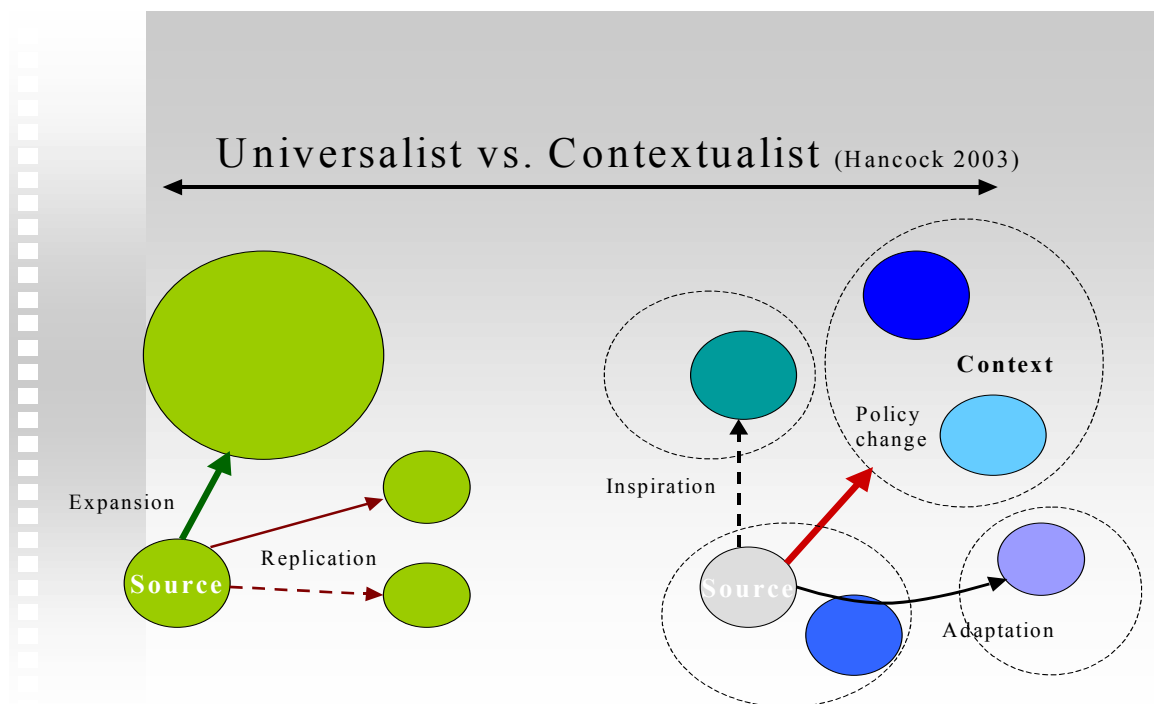 Universalist vs. Contextualist (Hancock 2003)
Expansion
Replication
Source
Context
Policy
change
Inspiration
Source
Adaptation